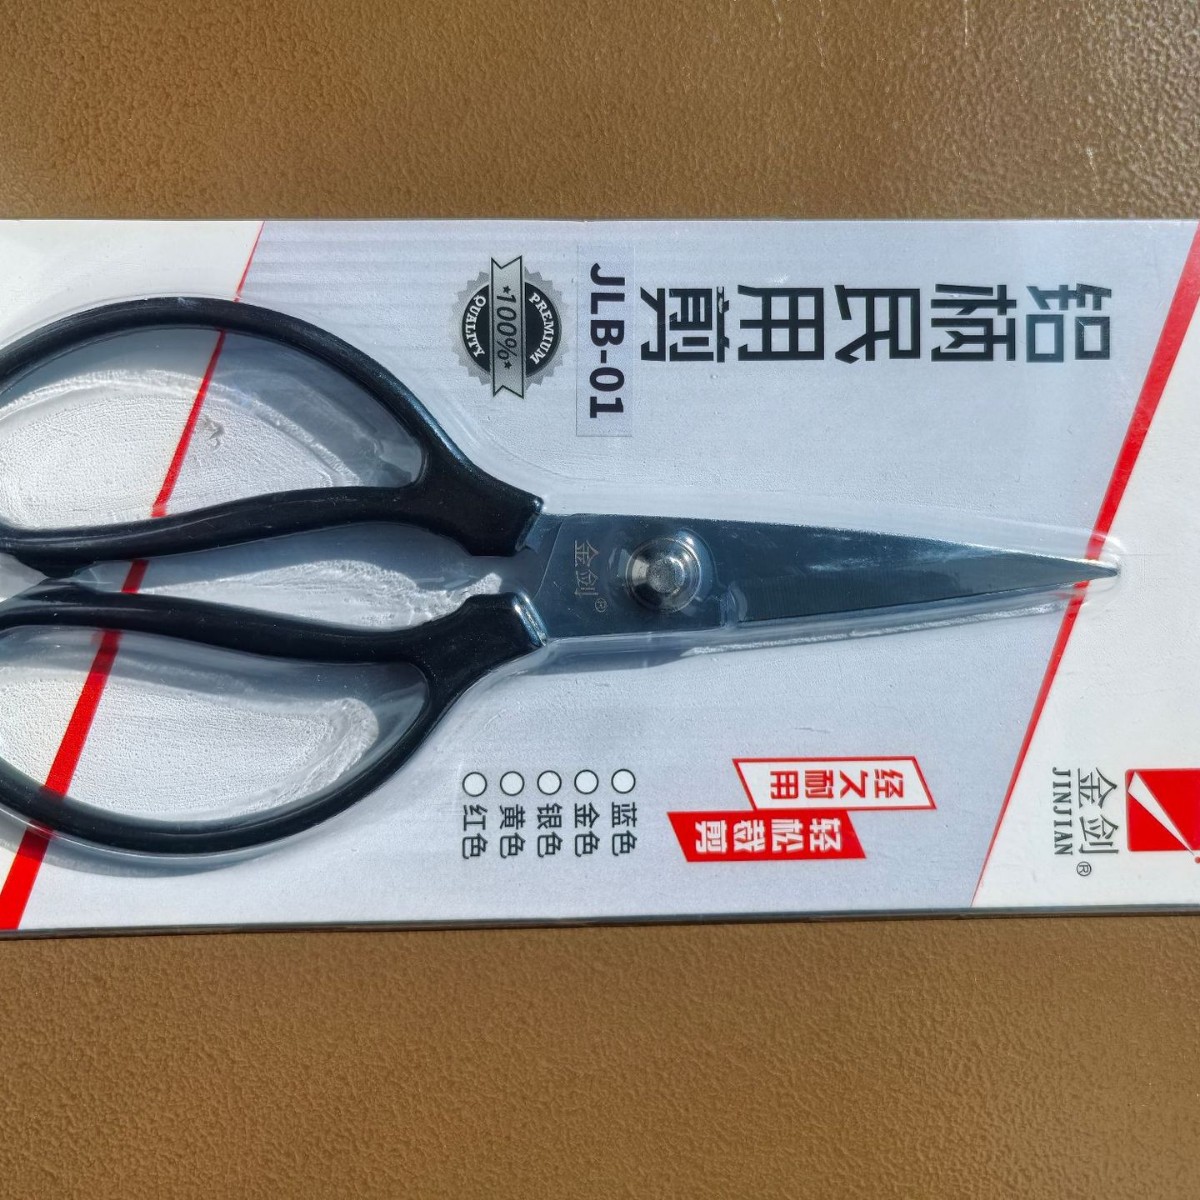 金剑®
JINJIAN
铝柄民用剪
JLB-01
PREMIUM
★100%★
QUALITY
经久耐用
轻松裁剪
金剑®
蓝色
金色
银色
黄色
红色